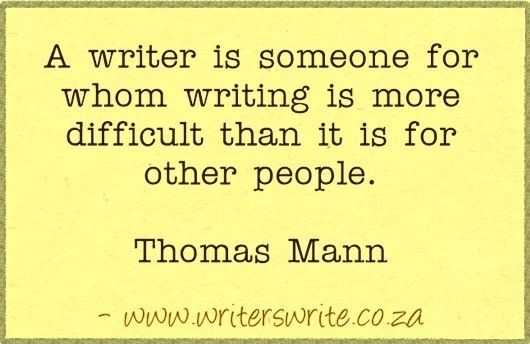 A writer is someone for
whom writing is more
difficult than it is for
other people.
Thomas Mann
- www.writerswrite.co.za